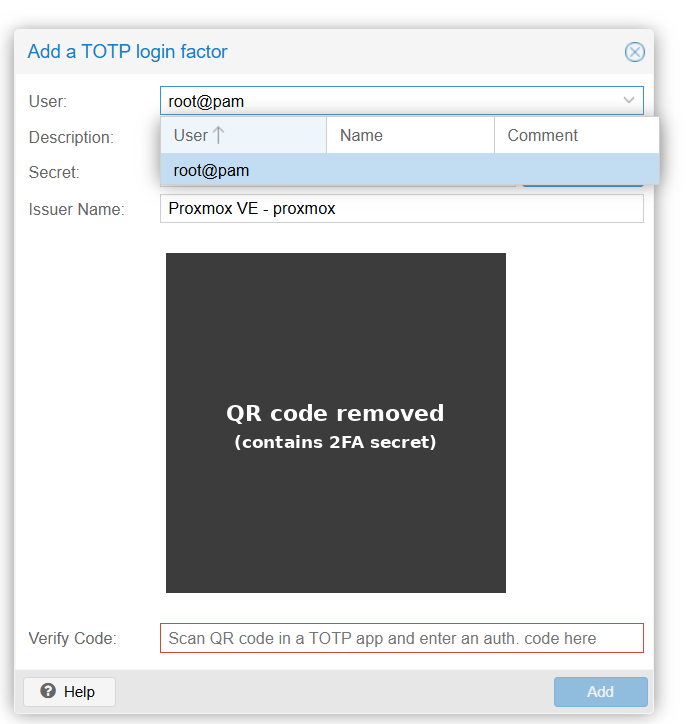 Add a TOTP login factor
User: root@pam
User Name Comment
root@pam
Description:
Secret:
Issuer Name: Proxmox VE - proxmox
QR code removed
(contains 2FA secret)
Verify Code: Scan QR code in a TOTP app and enter an auth. code here
Help Add